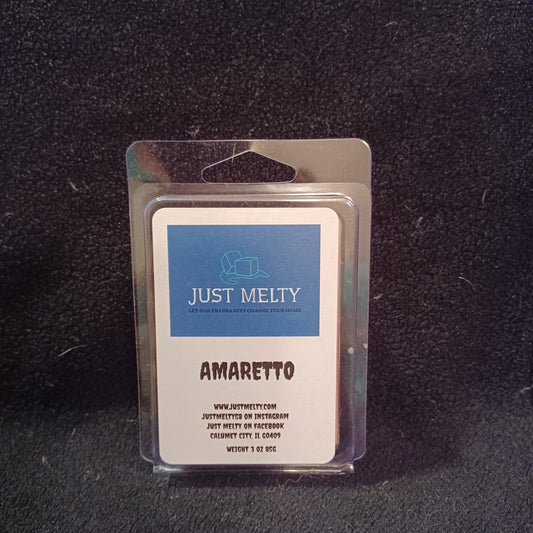 JUST MELTY
LET OUR FRAGRANCES CHANGE YOUR HOME
AMARETTO
WWW.JUSTMELTY.COM
JUSTMELTY58 ON INSTAGRAM
JUST MELTY ON FACEBOOK
CALUMET CITY, IL 60409
WEIGHT 3 OZ 85G